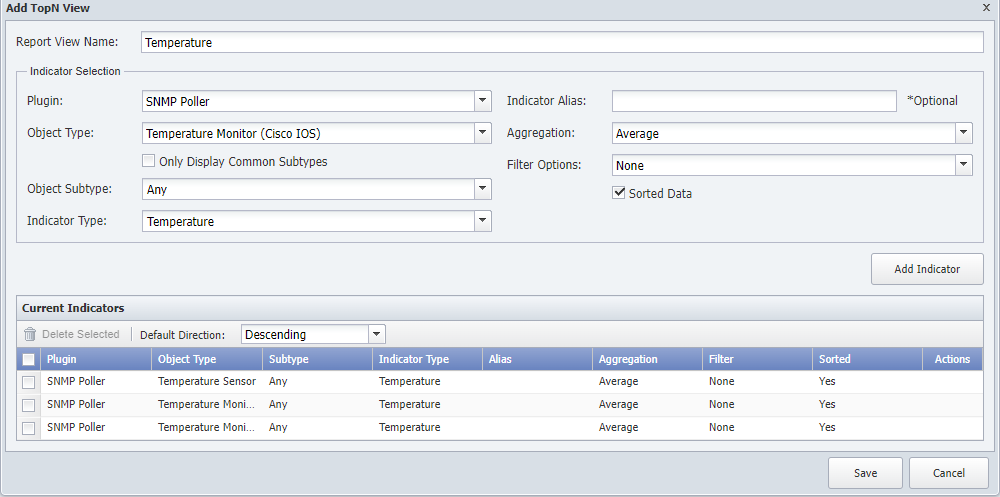 Add TopN View x
Report View Name: Temperature
Indicator Selection
Plugin: SNMP Poller Indicator Alias: *Optional
Object Type: Temperature Monitor (Cisco IOS) Aggregation: Average
Only Display Common Subtypes Filter Options: None
Object Subtype: Any Sorted Data
Indicator Type: Temperature
Add Indicator
Current Indicators
Delete Selected Default Direction: Descending
Plugin Object Type Subtype Indicator Type Alias Aggregation Filter Sorted Actions
SNMP Poller Temperature Sensor Any Temperature Average None Yes
SNMP Poller Temperature Moni... Any Temperature Average None Yes
SNMP Poller Temperature Moni... Any Temperature Average None Yes
Save Cancel